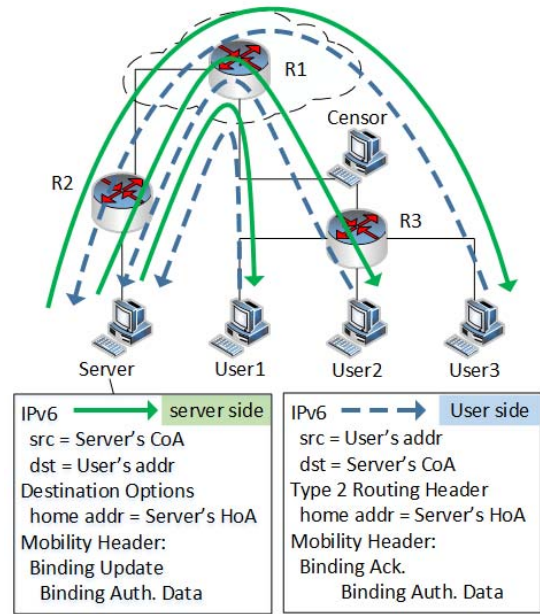 R1
Censor
R2
R3
Server
User1
User2
User3
IPv6
server side
src = Server's CoA
dst = User's addr
Destination Options
home addr = Server's HoA
Mobility Header:
Binding Update
Binding Auth. Data
IPv6
User side
src = User's addr
dst = Server's CoA
Type 2 Routing Header
home addr = Server's HoA
Mobility Header:
Binding Ack.
Binding Auth. Data